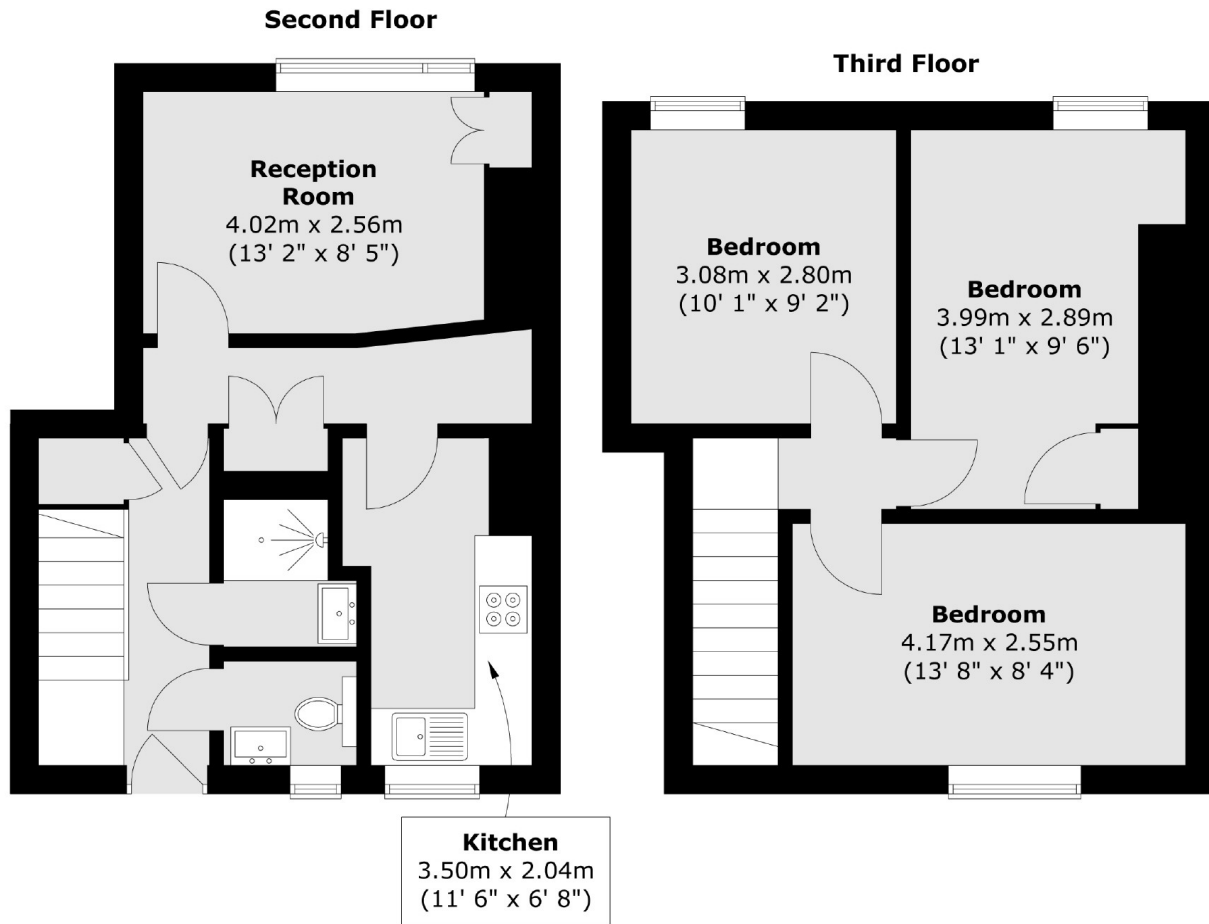 Second Floor
Reception
Room
4.02m x 2.56m
(13' 2" x 8' 5")
Kitchen
3.50m x 2.04m
(11' 6" x 6' 8")
Third Floor
Bedroom
3.08m x 2.80m
(10' 1" x 9' 2")
Bedroom
3.99m x 2.89m
(13' 1" x 9' 6")
Bedroom
4.17m x 2.55m
(13' 8" x 8' 4")